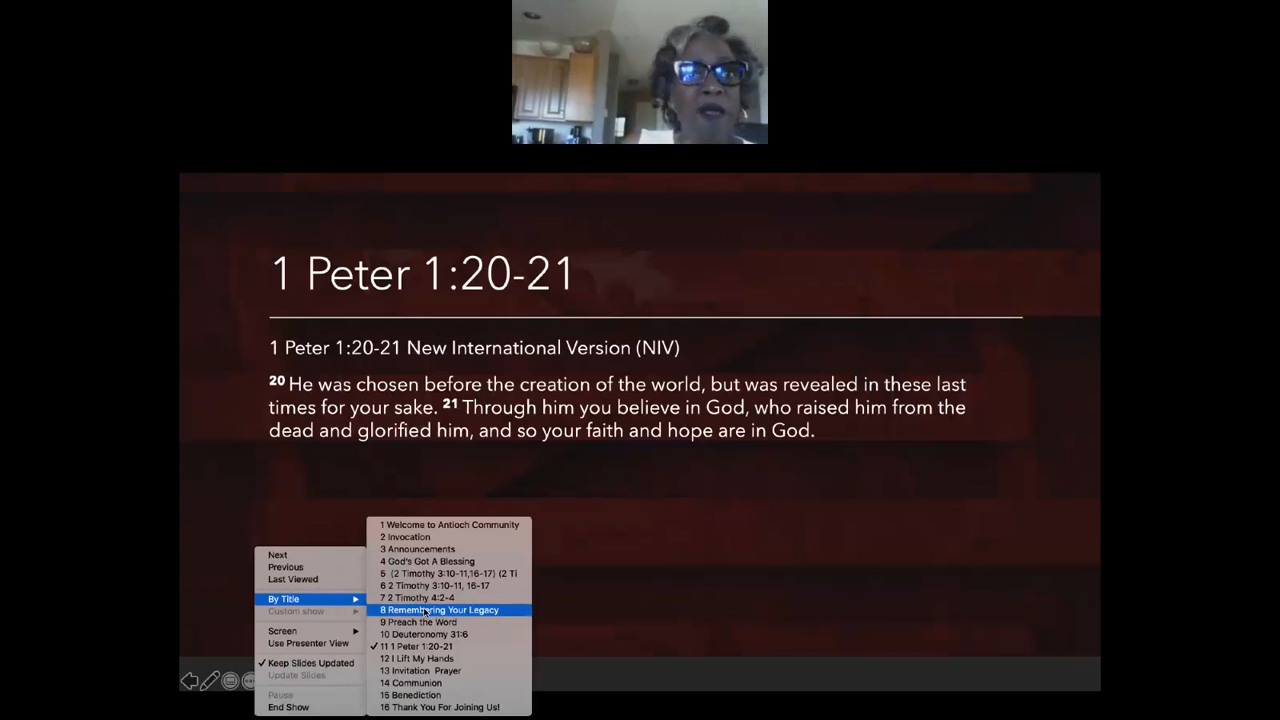 1 Peter 1:20-21
1 Peter 1:20-21 New International Version (NIV)
20 He was chosen before the creation of the world, but was revealed in these last
times for your sake. 21 Through him you believe in God, who raised him from the
dead and glorified him, and so your faith and hope are in God.
Next
Previous
Last Viewed
By Title
Custom show
Screen
Use Presenter View
✓ Keep Slides Updated
Update Slides
Pause
End Show
1 Welcome to Antioch Community
2 Invocation
3 Announcements
4 God's Got A Blessing
5 (2 Timothy 3:10-11,16-17) (2 Ti
6 2 Timothy 3:10-11, 16-17
7 2 Timothy 4:2-4
8 Remembering Your Legacy
9 Preach the Word
10 Deuteronomy 31:6
✓ 11 1 Peter 1:20-21
12 I Lift My Hands
13 Invitation Prayer
14 Communion
15 Benediction
16 Thank You For Joining Us!